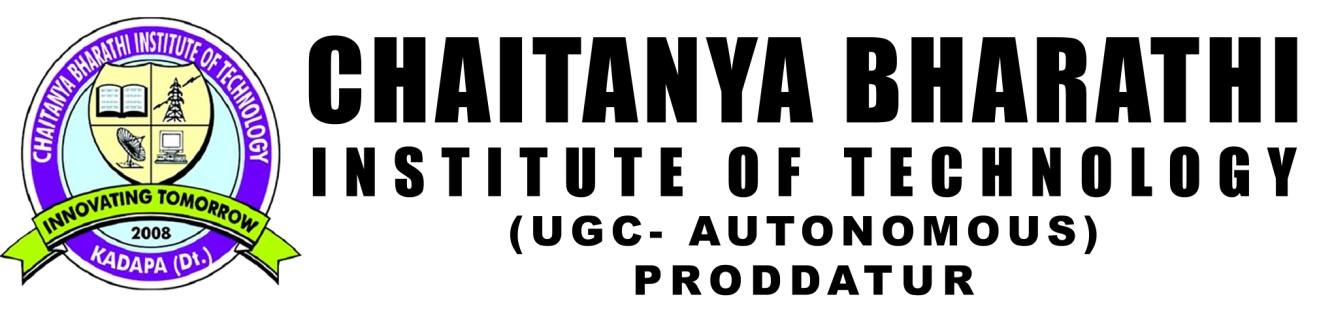 CHAITANYA BHARATHI INSTITUTE OF TECHNOLOGY
INNOVATING TOMORROW
2008
KADAPA (Dt.)
CHAITANYA BHARATHI
INSTITUTE OF TECHNOLOGY
(UGC- AUTONOMOUS)
PRODDATUR